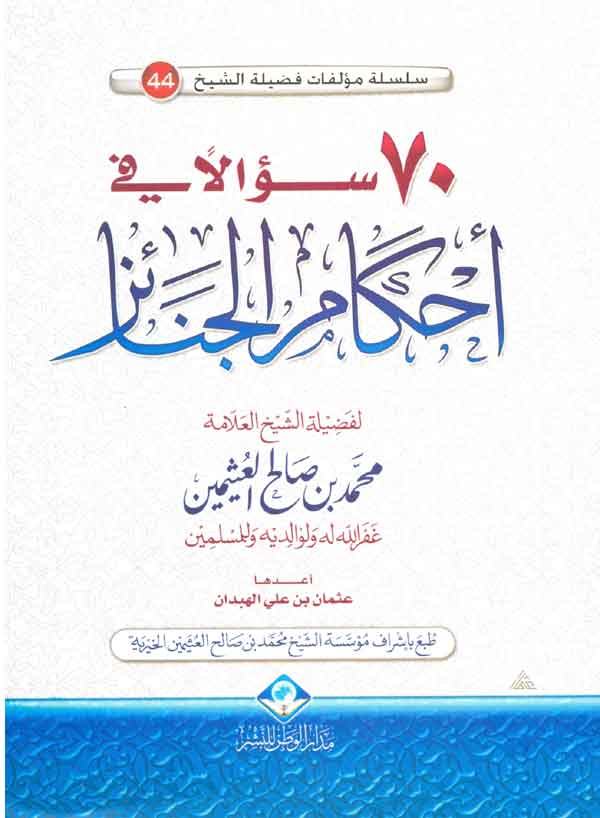 سلسلة مؤلفات فضيلة الشيخ 44
٧٠ سؤالاً في
أحكام الجنائز
لفضيلة الشيخ العلامة
محمد بن صالح العثيمين
غفر الله له ولوالديه وللمسلمين
أعدها
عثمان بن علي الهبدان
طبع بإشراف مؤسسة الشيخ محمد بن صالح العثيمين الخيرية
مدار الوطن للنشر